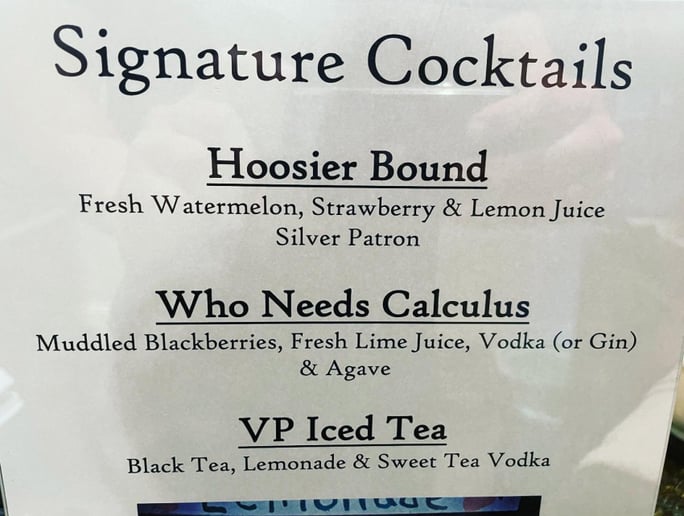 Signature Cocktails
Hoosier Bound
Fresh Watermelon, Strawberry & Lemon Juice
Silver Patron
Who Needs Calculus
Muddled Blackberries, Fresh Lime Juice, Vodka (or Gin)
& Agave
VP Iced Tea
Black Tea, Lemonade & Sweet Tea Vodka
Lemonade